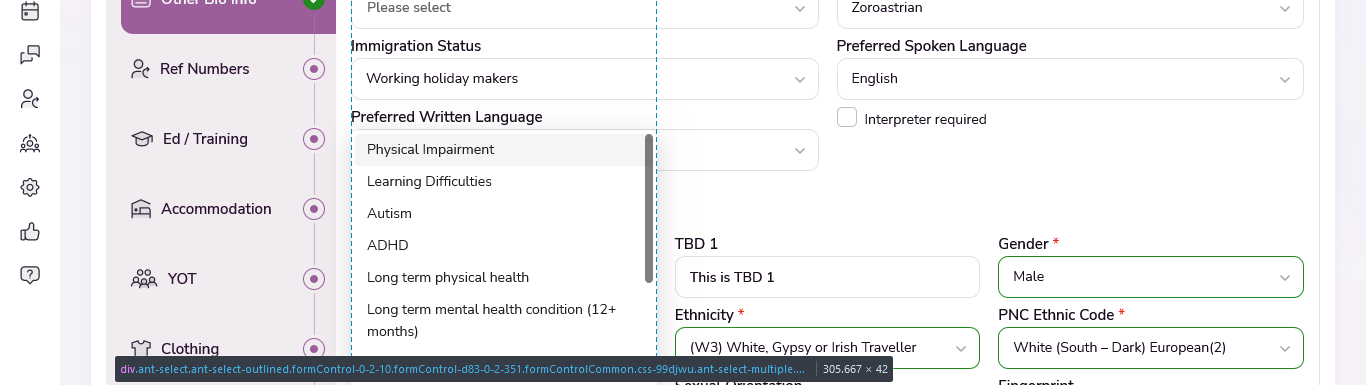 Other Bio Info
Please select
Zoroastrian
Immigration Status
Preferred Spoken Language
Ref Numbers
Working holiday makers
English
Preferred Written Language
Interpreter required
Ed / Training
Physical Impairment
Learning Difficulties
Accommodation
Autism
ADHD
TBD 1
Gender *
YOT
Long term physical health
This is TBD 1
Male
Long term mental health condition (12+
months)
Ethnicity *
PNC Ethnic Code *
Clothing
(W3) White, Gypsy or Irish Traveller
White (South – Dark) European(2)
div.ant-select.ant-select-outlined.formControl-0-2-10.formControl-d83-0-2-351.formControlCommon.css-99djwu.ant-select-multiple.... 305.667 × 42
Sexual Orientation
Fingerprint